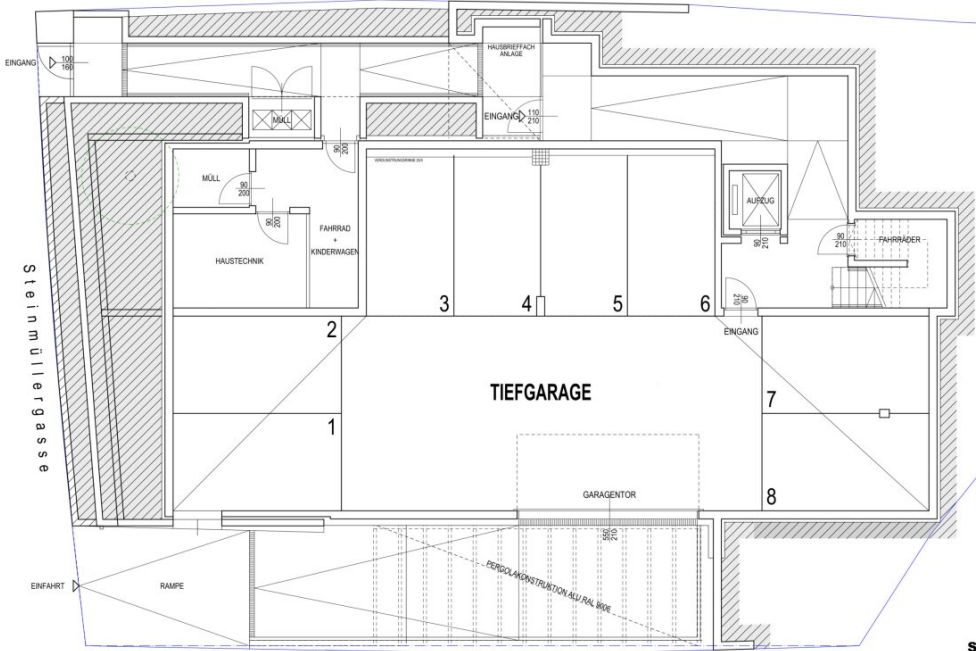 HAUSBRIEFFACH
ANLAGE
EINGANG
100
160
EINGANG
110
210
MÜLL
90
200
MÜLL
90
200
90
200
FAHRRAD
+
KINDERWAGEN
HAUSTECHNIK
AUFZUG
90
210
90
210
FAHRRÄDER
Steinmüllergasse
3
4
5
6
90
210
EINGANG
2
1
TIEFGARAGE
7
8
GARAGENTOR
550
210
EINFAHRT
RAMPE
PERGOLAKONSTRUKTION ALU RAL 9006
S